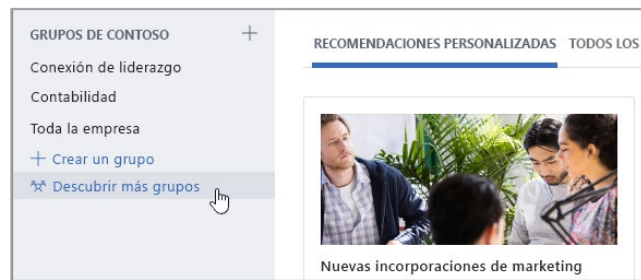 GRUPOS DE CONTOSO
Conexión de liderazgo
Contabilidad
Toda la empresa
+ Crear un grupo
Descubrir más grupos
RECOMENDACIONES PERSONALIZADAS TODOS LOS
Nuevas incorporaciones de marketing